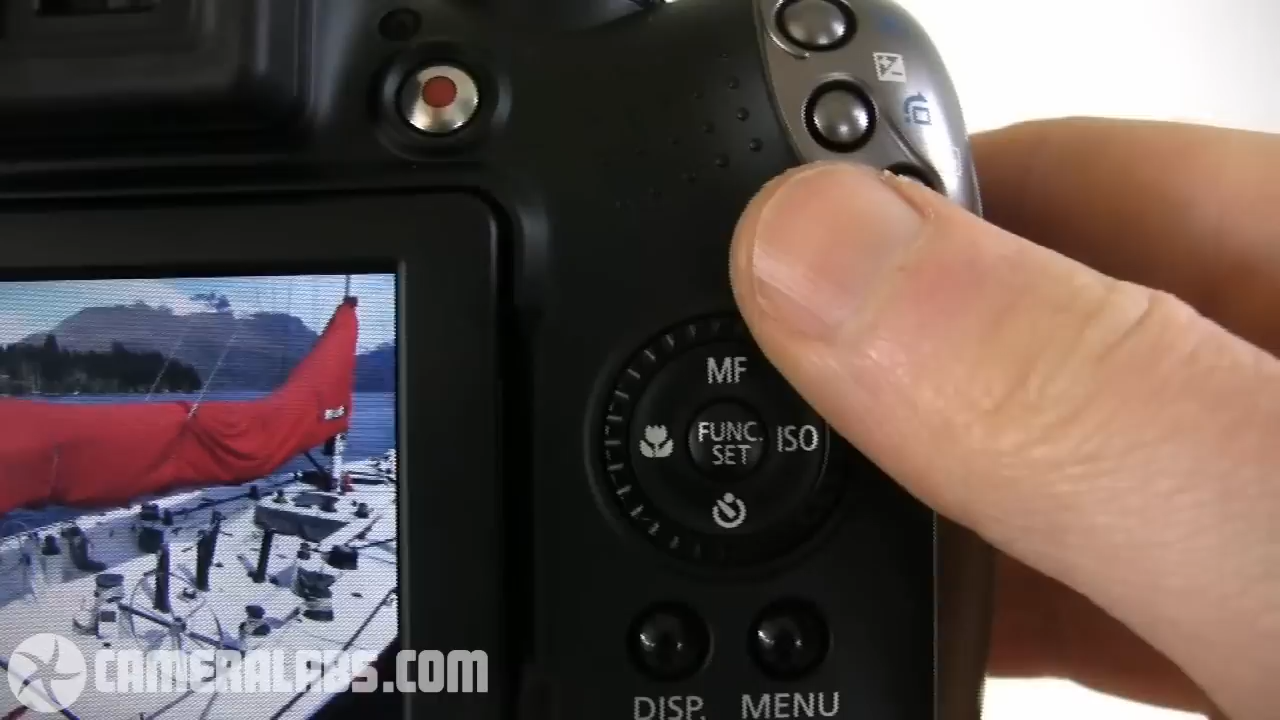 MF
FUNC.
SET
ISO
DISP. MENU
CAMERALABS.COM